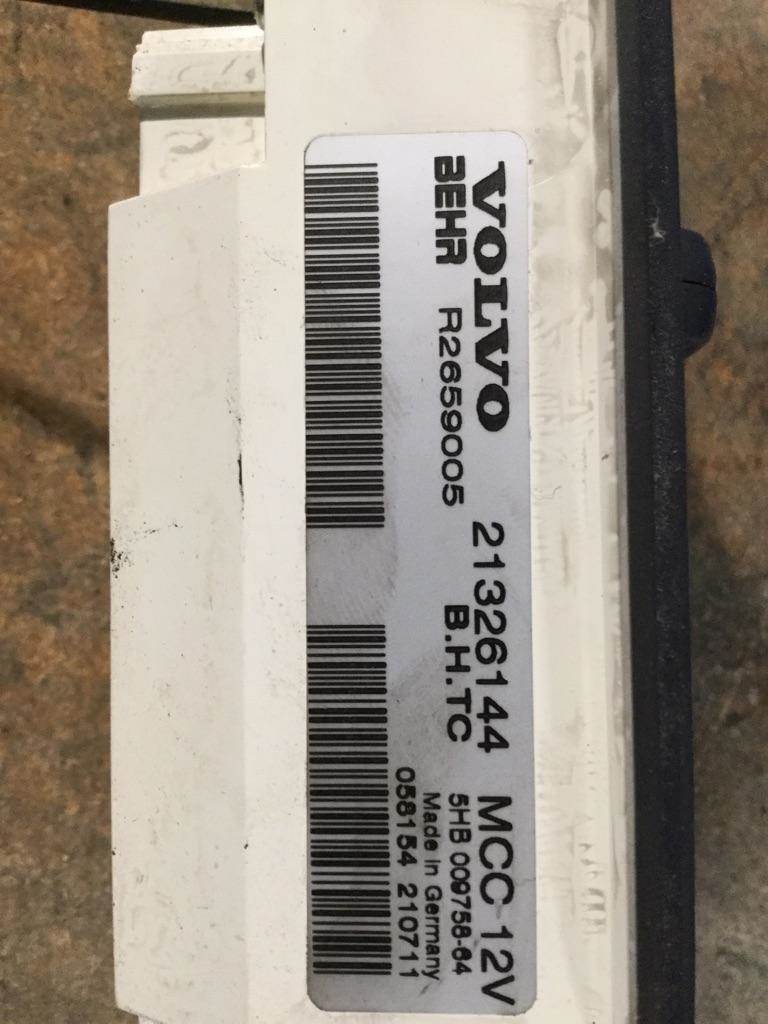 VOLVO 21326144 MCC 12V
BEHR R2659005 B.H.TC 5HB 009758-64
Made in Germany
058154 210711